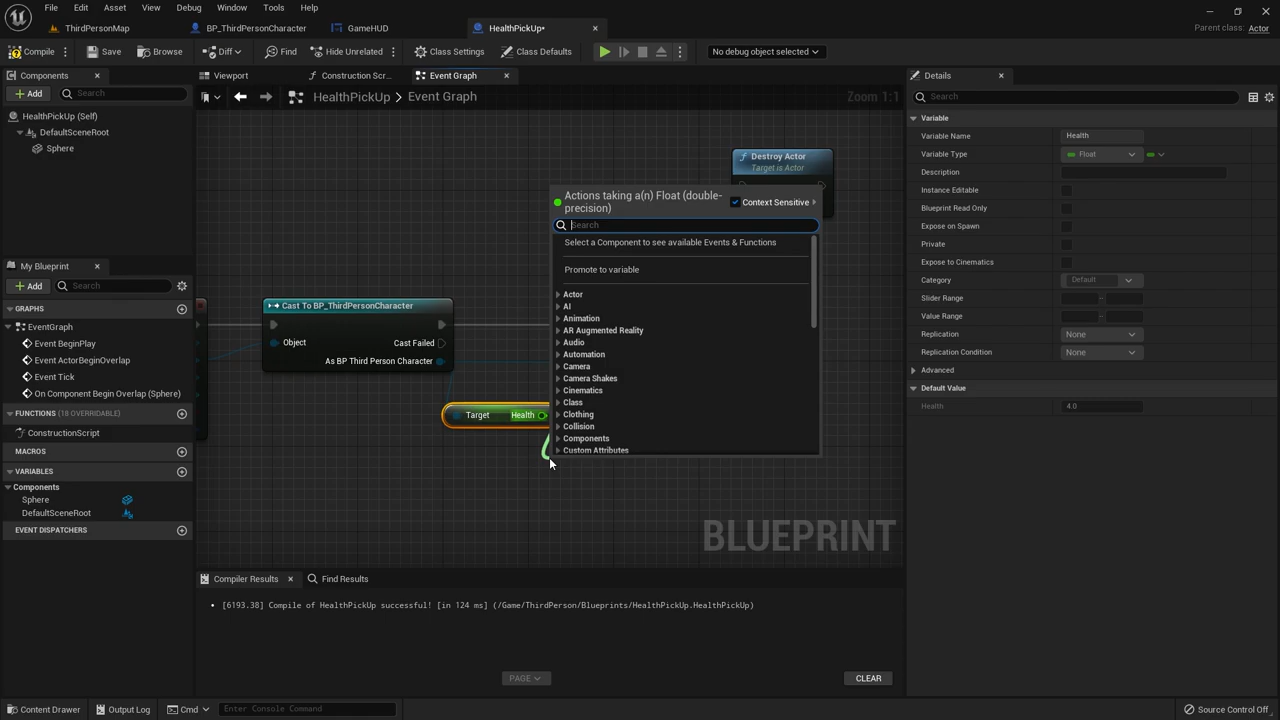 File Edit Asset View Debug Window Tools Help
ThirdPersonMap BP_ThirdPersonCharacter GameHUD HealthPickUp•
Parent class: Actor
Compile Save Browse Diff Find Hide Unrelated Class Settings Class Defaults No debug object selected
Components
Add Search
HealthPickUp (Self)
DefaultSceneRoot
Sphere
My Blueprint
Add Search
GRAPHS
EventGraph
Event BeginPlay
Event ActorBeginOverlap
Event Tick
On Component Begin Overlap (Sphere)
FUNCTIONS (18 OVERRIDABLE)
ConstructionScript
MACROS
VARIABLES
Components
Sphere
DefaultSceneRoot
EVENT DISPATCHERS
Viewport Construction Scr... Event Graph
HealthPickUp > Event Graph Zoom 1:1
Destroy Actor
Target is Actor
Cast To BP_ThirdPersonCharacter
Object Cast Failed
As BP Third Person Character
Target Health
Actions taking a(n) Float (double-
precision)
Context Sensitive
Search
Select a Component to see available Events & Functions
Promote to variable
Actor
AI
Animation
AR Augmented Reality
Audio
Automation
Camera
Camera Shakes
Cinematics
Class
Clothing
Collision
Components
Custom Attributes
BLUEPRINT
Compiler Results Find Results
[6193.38] Compile of HealthPickUp successful! [in 124 ms] (/Game/ThirdPerson/Blueprints/HealthPickUp.HealthPickUp)
PAGE CLEAR
Details
Search
Variable
Variable Name Health
Variable Type Float
Description
Instance Editable
Blueprint Read Only
Expose on Spawn
Private
Expose to Cinematics
Category Default
Slider Range
Value Range
Replication None
Replication Condition None
Advanced
Default Value
Health 4.0
Content Drawer Output Log Cmd Enter Console Command Source Control Off